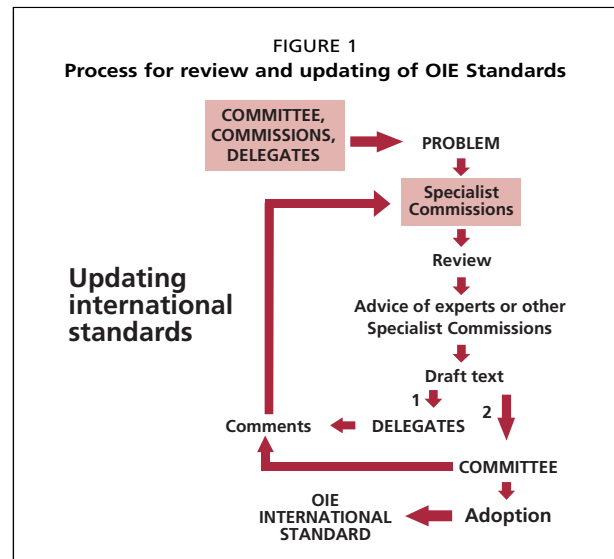 FIGURE 1
Process for review and updating of OIE Standards
COMMITTEE,
COMMISSIONS,
DELEGATES
PROBLEM
Specialist
Commissions
Updating
international
standards
Review
Advice of experts or other
Specialist Commissions
Draft text
1
2
Comments
DELEGATES
COMMITTEE
OIE
INTERNATIONAL
STANDARD
Adoption